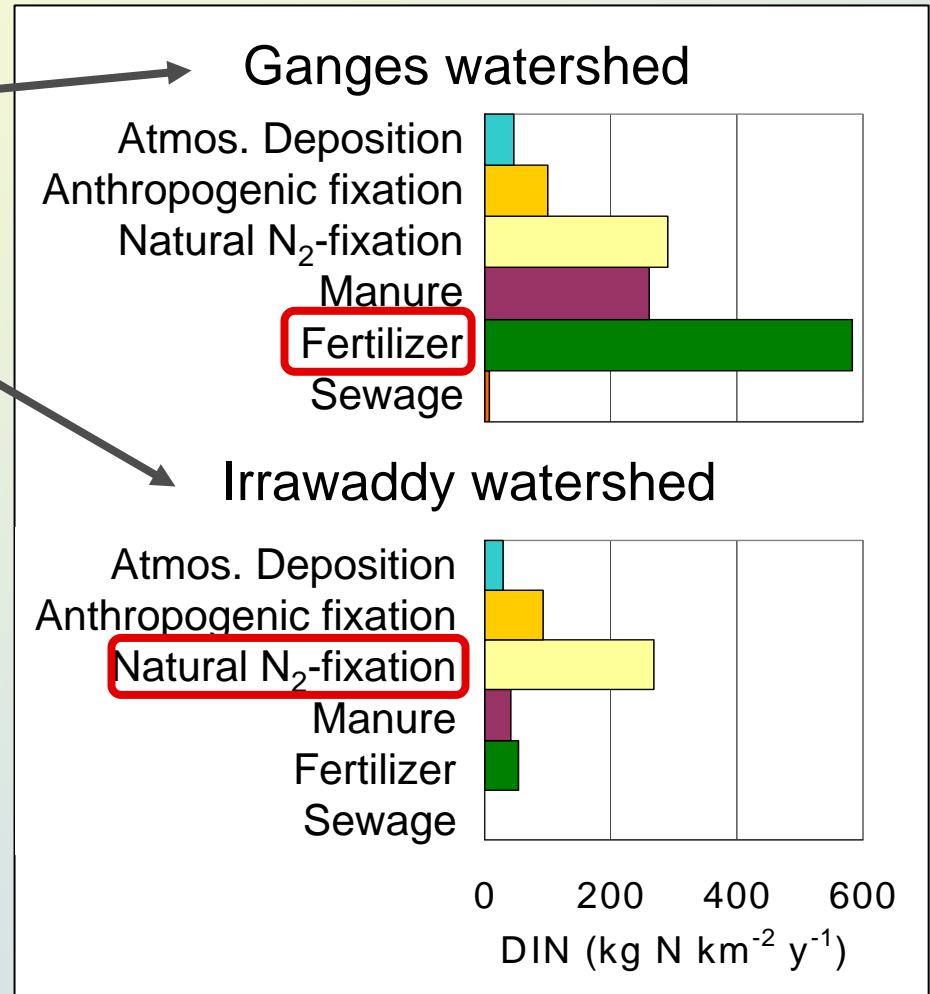 Ganges watershed
Atmos. Deposition
Anthropogenic fixation
Natural N₂-fixation
Manure
Fertilizer
Sewage
Irrawaddy watershed
Atmos. Deposition
Anthropogenic fixation
Natural N₂-fixation
Manure
Fertilizer
Sewage
0 200 400 600
DIN (kg N km⁻² y⁻¹)